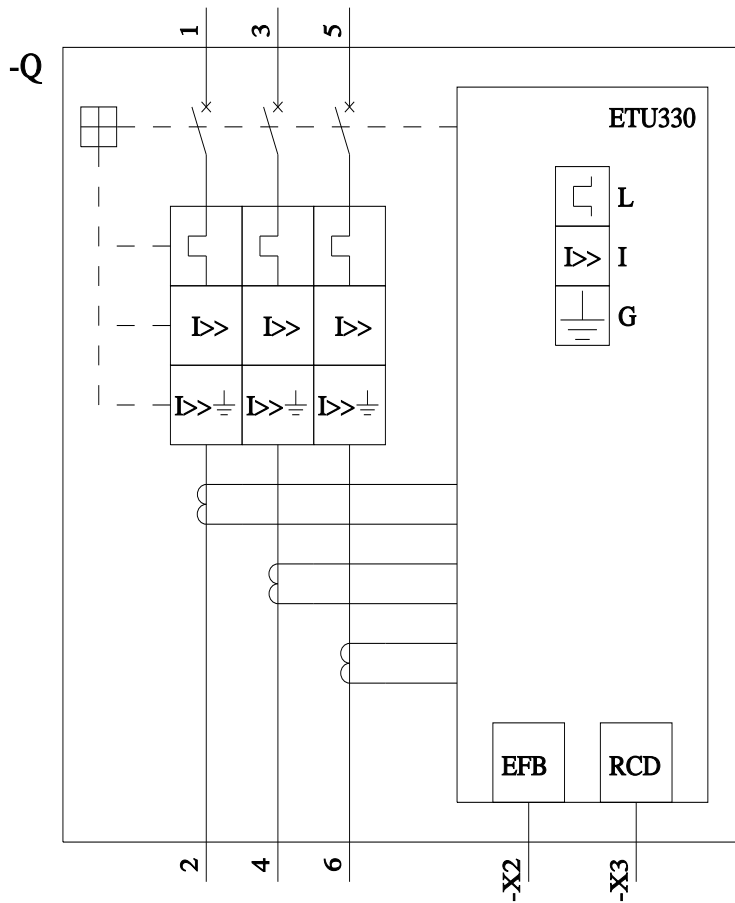 1 3 5
-Q
ETU330
L
I>> I
G
I>> I>> I>>
I>> I>> I>>
EFB RCD
2 4 6 -X2 -X3